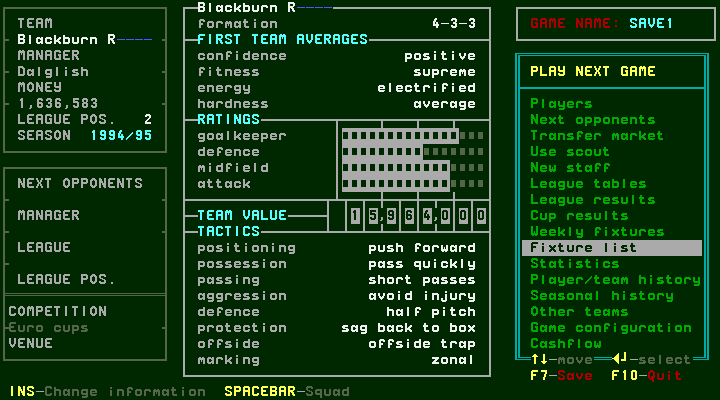 TEAM
Blackburn R
MANAGER
Dalglish
MONEY
1,636,583
LEAGUE POS. 2
SEASON 1994/95
NEXT OPPONENTS
MANAGER
LEAGUE
LEAGUE POS.
COMPETITION
Euro cups
VENUE
Blackburn R
formation 4-3-3
FIRST TEAM AVERAGES
confidence positive
fitness supreme
energy electrified
hardness average
RATINGS
goalkeeper
defence
midfield
attack
TEAM VALUE 15,964,000
TACTICS
positioning push forward
possession pass quickly
passing short passes
aggression avoid injury
defence half pitch
protection sag back to box
offside offside trap
marking zonal
GAME NAME: SAVE1
PLAY NEXT GAME
Players
Next opponents
Transfer market
Use scout
New staff
League tables
League results
Cup results
Weekly fixtures
Fixture list
Statistics
Player/team history
Seasonal history
Other teams
Game configuration
Cashflow
↑↓-move ↵-select
F7-Save F10-Quit
INS-Change information SPACEBAR-Squad